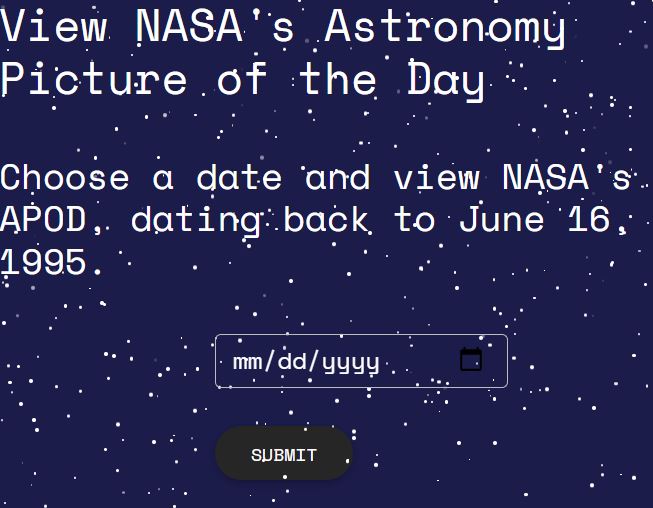 View NASA's Astronomy
Picture of the Day
Choose a date and view NASA's
APOD, dating back to June 16,
1995.
mm/dd/yyyy
SUBMIT